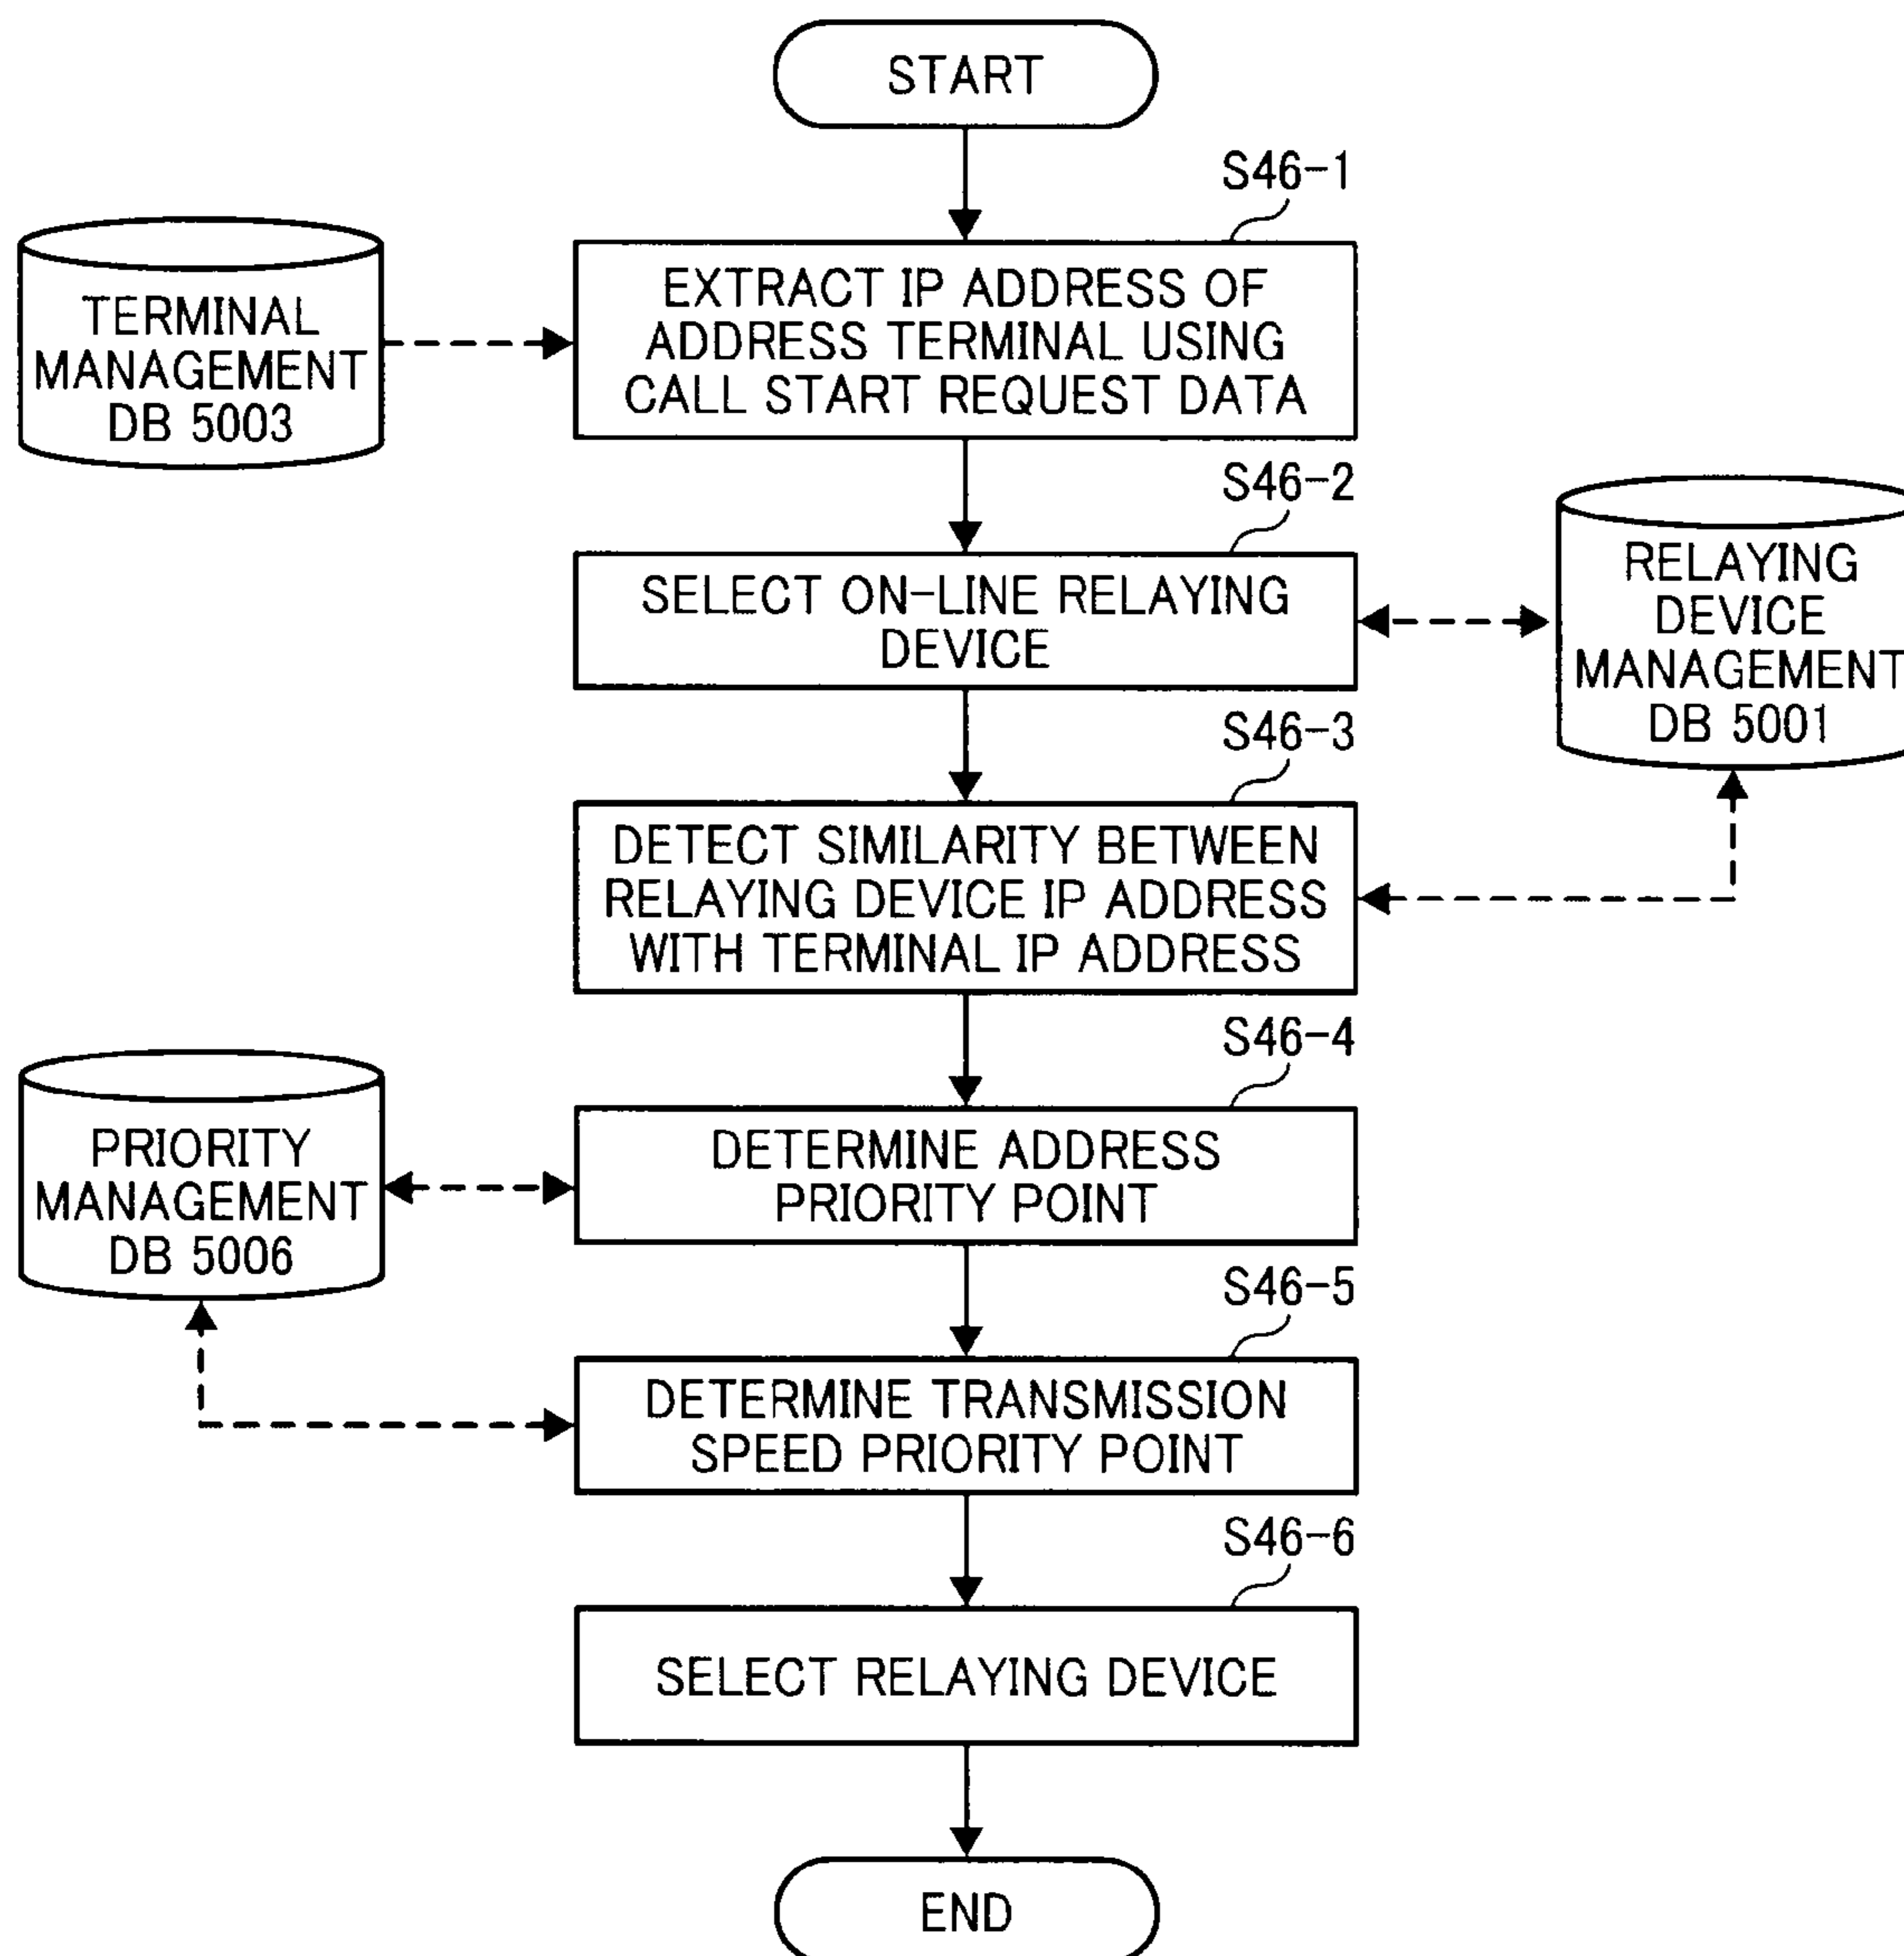 START
S46-1
TERMINAL
MANAGEMENT
DB 5003
EXTRACT IP ADDRESS OF
ADDRESS TERMINAL USING
CALL START REQUEST DATA
S46-2
SELECT ON-LINE RELAYING
DEVICE
RELAYING
DEVICE
MANAGEMENT
DB 5001
S46-3
DETECT SIMILARITY BETWEEN
RELAYING DEVICE IP ADDRESS
WITH TERMINAL IP ADDRESS
S46-4
PRIORITY
MANAGEMENT
DB 5006
DETERMINE ADDRESS
PRIORITY POINT
S46-5
DETERMINE TRANSMISSION
SPEED PRIORITY POINT
S46-6
SELECT RELAYING DEVICE
END